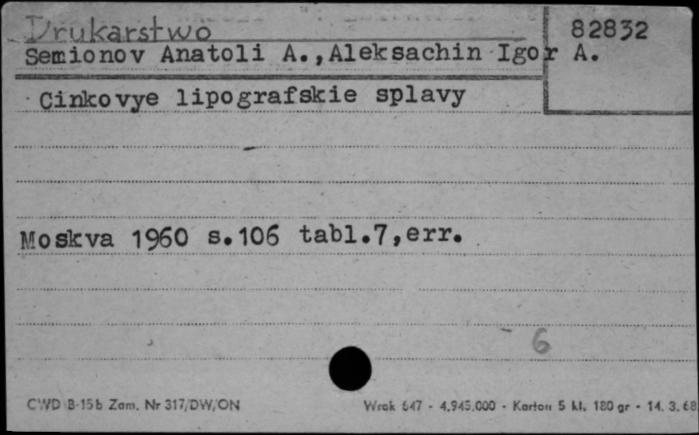 Drukarstwo 82832
Semionov Anatoli A.,Aleksachin Igor A.
Cinkovye lipografskie splavy
Moskva 1960 s.106 tabl.7,err.
6
CWD B-15b Zam. Nr 317/DW/ON Wrak 647 - 4.945.000 - Karton 5 kl. 180 gr - 14. 3. 68